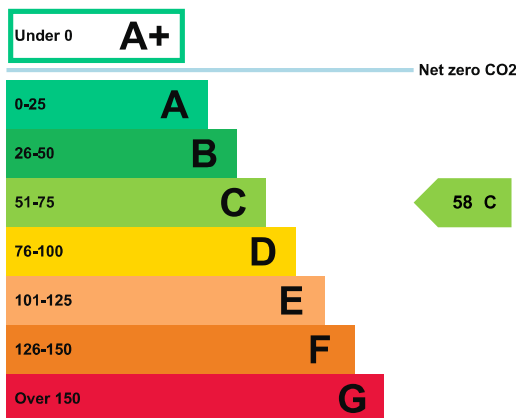 Under 0 A+
Net zero CO2
0-25 A
26-50 B
51-75 C
58 C
76-100 D
101-125 E
126-150 F
Over 150 G